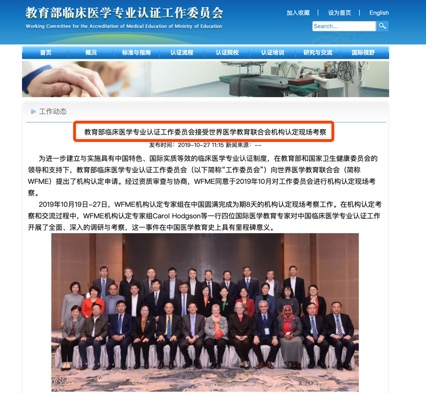 教育部临床医学专业认证工作委员会
Working Committee for the Accreditation of Medical Education of Ministry of Education
加入收藏 | 设为首页 | English
Search...
首页 概况 标准与指南 认证流程 认证院校 认证培训 研究与交流 国际视野
工作动态
教育部临床医学专业认证工作委员会接受世界医学教育联合会机构认定现场考察
发布时间：2019-10-27 11:15 新闻来源：--
为进一步建立与实施具有中国特色、国际实质等效的临床医学专业认证制度，在教育部和国家卫生健康委员会的
领导和支持下，教育部临床医学专业认证工作委员会（以下简称“工作委员会”）向世界医学教育联合会（简称
WFME）提出了机构认定申请。经过资质审查与协商，WFME同意于2019年10月对工作委员会进行机构认定现场考
察。
2019年10月19日-27日，WFME机构认定专家组在中国圆满完成为期8天的机构认定现场考察工作。在机构认定考
察和交流过程中，WFME机构认定专家组Carol Hodgson等一行四位国际医学教育专家对中国临床医学专业认证工作
开展了全面、深入的调研与考察，这一事件在中国医学教育史上具有里程碑意义。